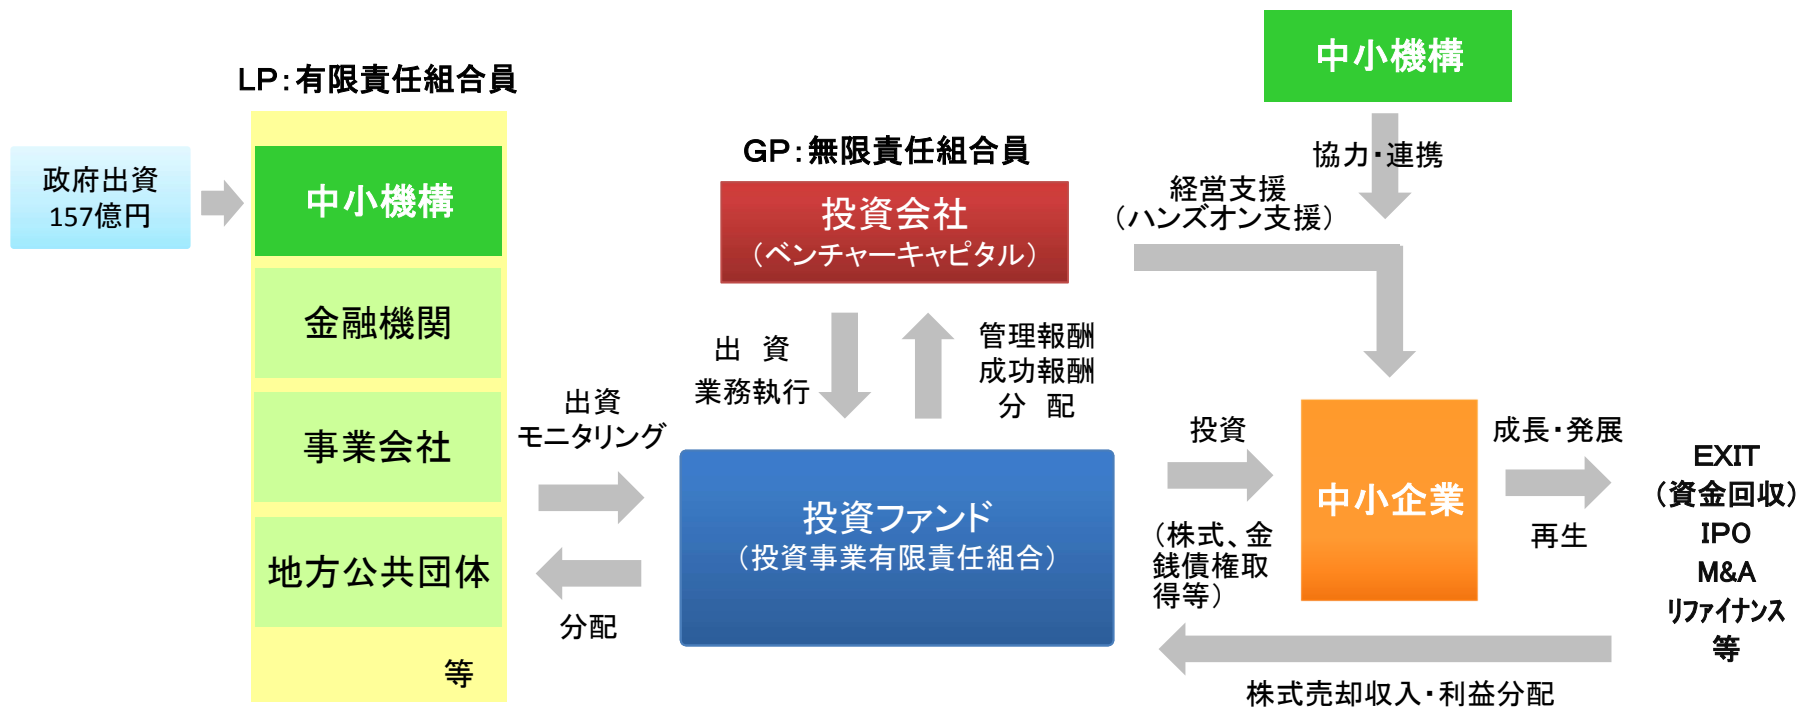 LP：有限責任組合員
政府出資
157億円
中小機構
金融機関
事業会社
地方公共団体
等
出資
モニタリング
分配
GP：無限責任組合員
投資会社
（ベンチャーキャピタル）
出　資
業務執行
管理報酬
成功報酬
分　配
投資ファンド
（投資事業有限責任組合）
中小機構
協力・連携
経営支援
（ハンズオン支援）
投資
（株式、金
銭債権取
得等）
中小企業
成長・発展
再生
EXIT
（資金回収）
IPO
M&A
リファイナンス
等
株式売却収入・利益分配